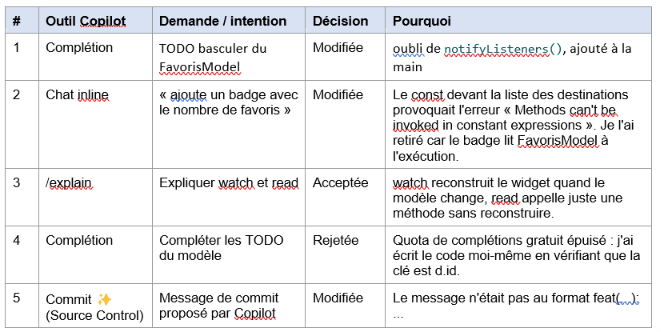 # Outil Copilot Demande / intention Décision Pourquoi
1 Complétion TODO basculer du Modifiée oubli de notifyListeners(), ajouté à la
FavorisModel main
2 Chat inline « ajoute un badge avec Modifiée Le const devant la liste des destinations
le nombre de favoris » provoquait l'erreur « Methods can't be
invoked in constant expressions ». Je l'ai
retiré car le badge lit FavorisModel à
l'exécution.
3 /explain Expliquer watch et read Acceptée watch reconstruit le widget quand le
modèle change, read appelle juste une
méthode sans reconstruire.
4 Complétion Compléter les TODO Rejetée Quota de complétions gratuit épuisé : j'ai
du modèle écrit le code moi-même en vérifiant que la
clé est d.id.
5 Commit ✨ Message de commit Modifiée Le message n'était pas au format feat(...):
(Source Control) proposé par Copilot ...